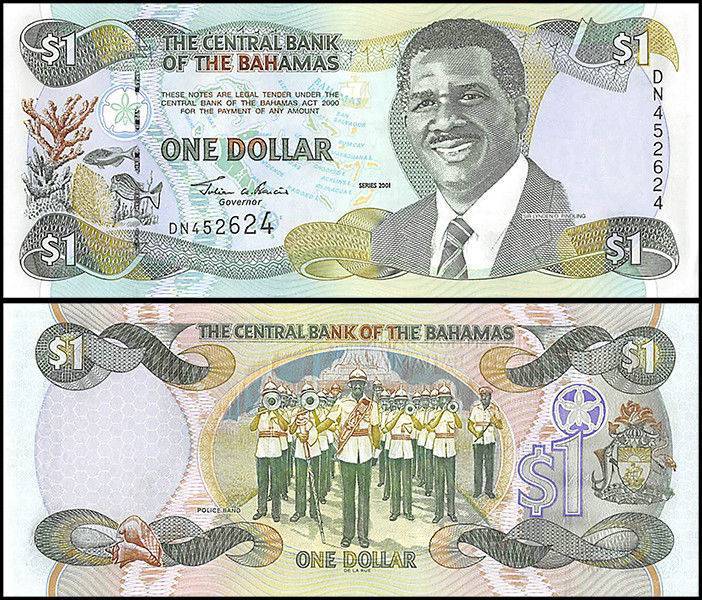 $1
$1
THE CENTRAL BANK
OF THE BAHAMAS
THESE NOTES ARE LEGAL TENDER UNDER THE
CENTRAL BANK OF THE BAHAMAS ACT 2000
FOR THE PAYMENT OF ANY AMOUNT
ONE DOLLAR
SERIES 2001
Governor
DN452624
DN452624
SIR LYNDEN O. PINDLING
$1
$1
THE CENTRAL BANK OF THE BAHAMAS
$1
$1
$1
POLICE BAND
ONE DOLLAR
DE LA RUE